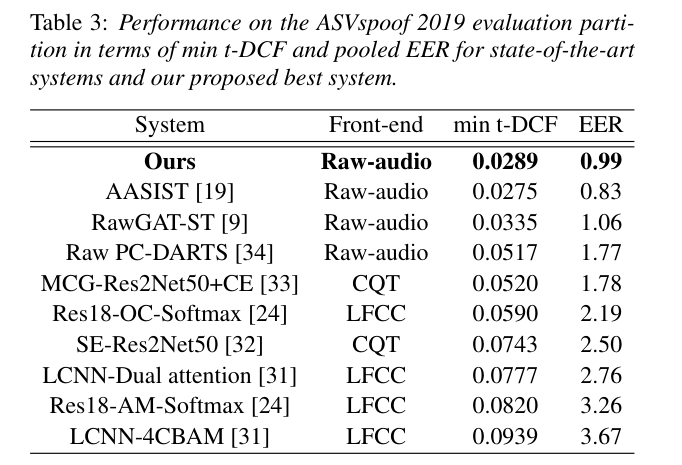 Table 3: Performance on the ASVspoof 2019 evaluation parti-
tion in terms of min t-DCF and pooled EER for state-of-the-art
systems and our proposed best system.
System Front-end min t-DCF EER
Ours Raw-audio 0.0289 0.99
AASIST [19] Raw-audio 0.0275 0.83
RawGAT-ST [9] Raw-audio 0.0335 1.06
Raw PC-DARTS [34] Raw-audio 0.0517 1.77
MCG-Res2Net50+CE [33] CQT 0.0520 1.78
Res18-OC-Softmax [24] LFCC 0.0590 2.19
SE-Res2Net50 [32] CQT 0.0743 2.50
LCNN-Dual attention [31] LFCC 0.0777 2.76
Res18-AM-Softmax [24] LFCC 0.0820 3.26
LCNN-4CBAM [31] LFCC 0.0939 3.67